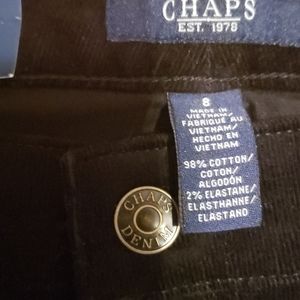 CHAPS
EST. 1978
8
MADE IN
VIETNAM/
FABRIQUÉ AU
VIETNAM/
HECHO EN
VIETNAM
98% COTTON/
COTON/
ALGODÓN
2% ELASTANE/
ELASTHANNE/
ELASTANO
CHAPS
DENIM